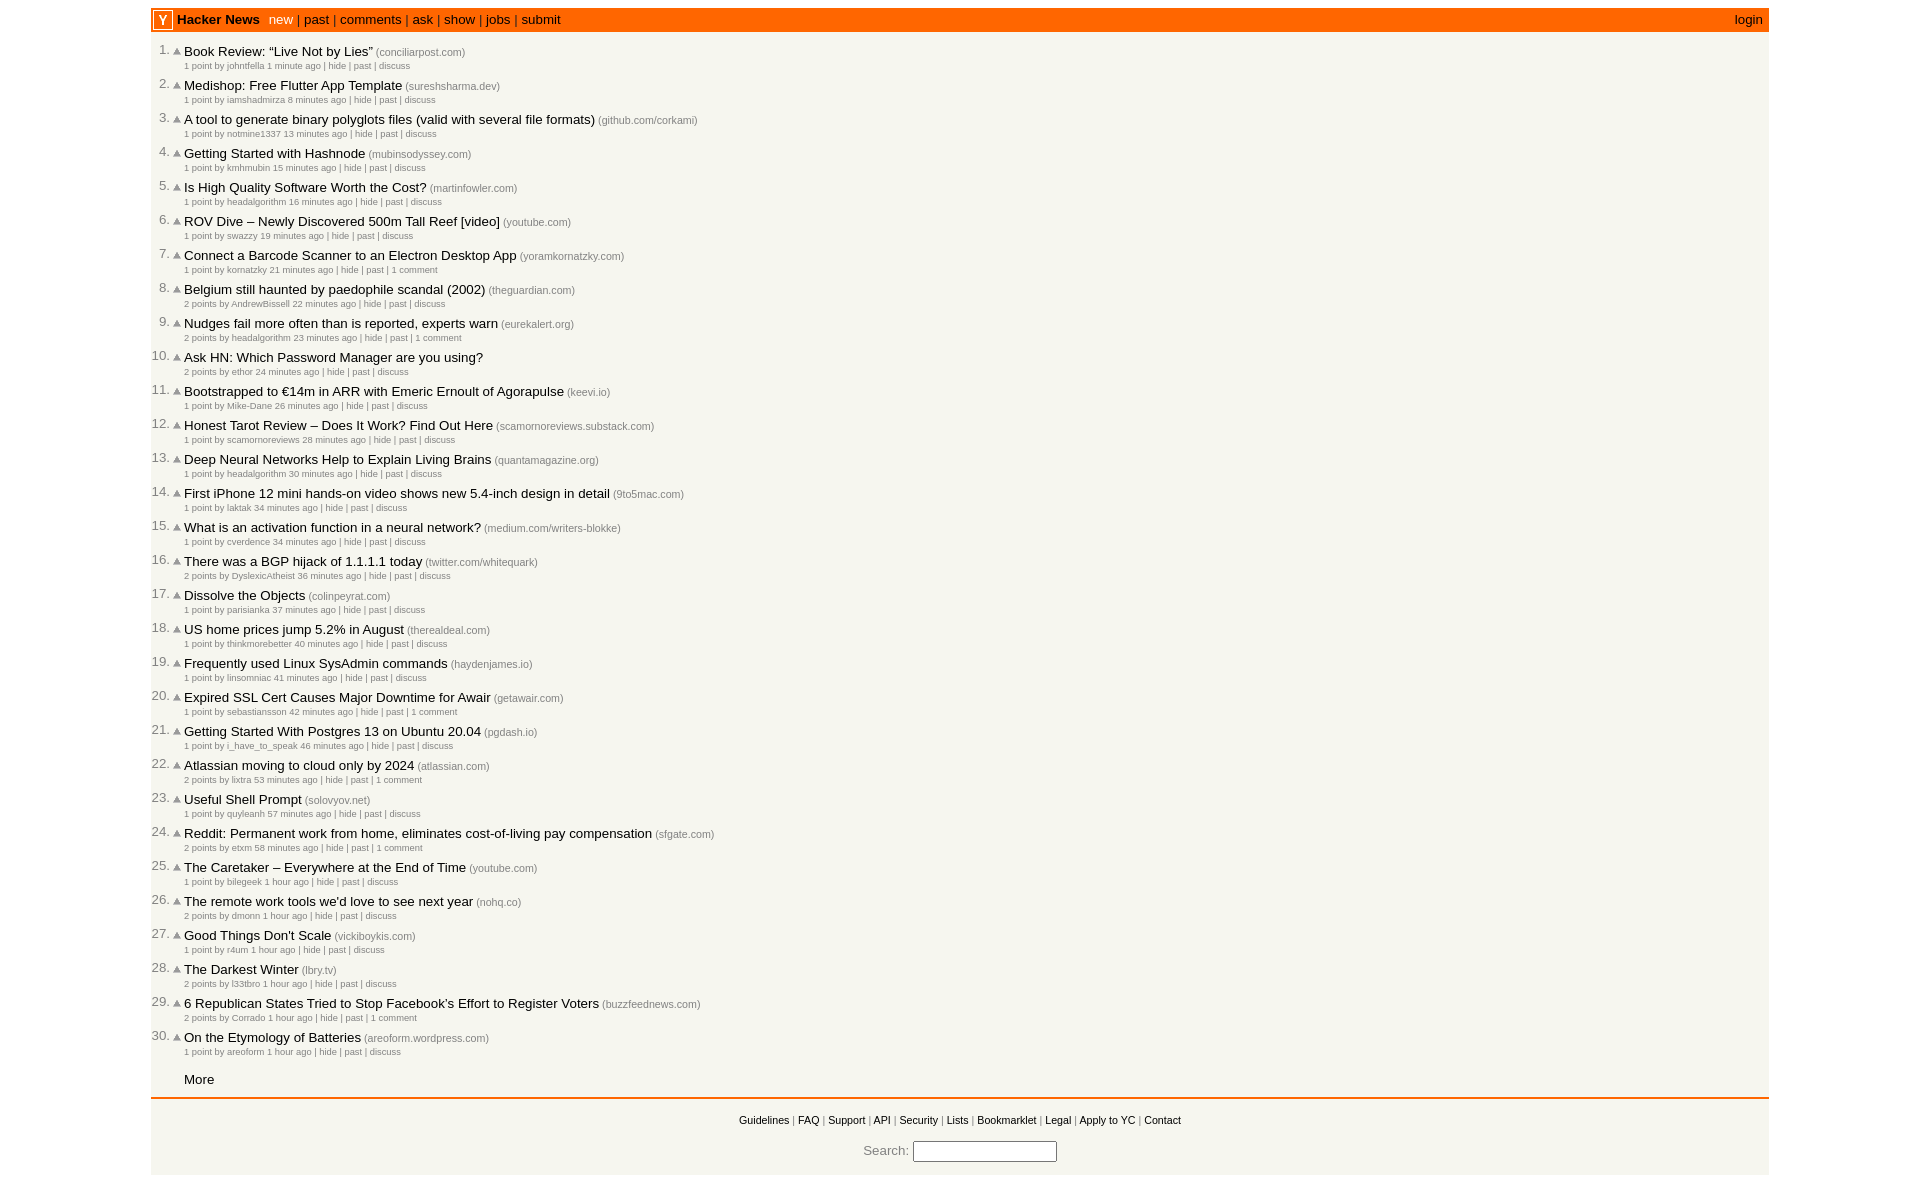 Y Hacker News new | past | comments | ask | show | jobs | submit login
1. Book Review: “Live Not by Lies” (conciliarpost.com)
1 point by johntfella 1 minute ago | hide | past | discuss
2. Medishop: Free Flutter App Template (sureshsharma.dev)
1 point by iamshadmirza 8 minutes ago | hide | past | discuss
3. A tool to generate binary polyglots files (valid with several file formats) (github.com/corkami)
1 point by notmine1337 13 minutes ago | hide | past | discuss
4. Getting Started with Hashnode (mubinsodyssey.com)
1 point by kmhmubin 15 minutes ago | hide | past | discuss
5. Is High Quality Software Worth the Cost? (martinfowler.com)
1 point by headalgorithm 16 minutes ago | hide | past | discuss
6. ROV Dive – Newly Discovered 500m Tall Reef [video] (youtube.com)
1 point by swazzy 19 minutes ago | hide | past | discuss
7. Connect a Barcode Scanner to an Electron Desktop App (yoramkornatzky.com)
1 point by kornatzky 21 minutes ago | hide | past | 1 comment
8. Belgium still haunted by paedophile scandal (2002) (theguardian.com)
2 points by AndrewBissell 22 minutes ago | hide | past | discuss
9. Nudges fail more often than is reported, experts warn (eurekalert.org)
2 points by headalgorithm 23 minutes ago | hide | past | 1 comment
10. Ask HN: Which Password Manager are you using?
2 points by ethor 24 minutes ago | hide | past | discuss
11. Bootstrapped to €14m in ARR with Emeric Ernoult of Agorapulse (keevi.io)
1 point by Mike-Dane 26 minutes ago | hide | past | discuss
12. Honest Tarot Review – Does It Work? Find Out Here (scamornoreviews.substack.com)
1 point by scamornoreviews 28 minutes ago | hide | past | discuss
13. Deep Neural Networks Help to Explain Living Brains (quantamagazine.org)
1 point by headalgorithm 30 minutes ago | hide | past | discuss
14. First iPhone 12 mini hands-on video shows new 5.4-inch design in detail (9to5mac.com)
1 point by laktak 34 minutes ago | hide | past | discuss
15. What is an activation function in a neural network? (medium.com/writers-blokke)
1 point by cverdence 34 minutes ago | hide | past | discuss
16. There was a BGP hijack of 1.1.1.1 today (twitter.com/whitequark)
2 points by DyslexicAtheist 36 minutes ago | hide | past | discuss
17. Dissolve the Objects (colinpeyrat.com)
1 point by parisianka 37 minutes ago | hide | past | discuss
18. US home prices jump 5.2% in August (therealdeal.com)
1 point by thinkmorebetter 40 minutes ago | hide | past | discuss
19. Frequently used Linux SysAdmin commands (haydenjames.io)
1 point by linsomniac 41 minutes ago | hide | past | discuss
20. Expired SSL Cert Causes Major Downtime for Awair (getawair.com)
1 point by sebastiansson 42 minutes ago | hide | past | 1 comment
21. Getting Started With Postgres 13 on Ubuntu 20.04 (pgdash.io)
1 point by i_have_to_speak 46 minutes ago | hide | past | discuss
22. Atlassian moving to cloud only by 2024 (atlassian.com)
2 points by lixtra 53 minutes ago | hide | past | 1 comment
23. Useful Shell Prompt (solovyov.net)
1 point by quyleanh 57 minutes ago | hide | past | discuss
24. Reddit: Permanent work from home, eliminates cost-of-living pay compensation (sfgate.com)
2 points by etxm 58 minutes ago | hide | past | 1 comment
25. The Caretaker – Everywhere at the End of Time (youtube.com)
1 point by bilegeek 1 hour ago | hide | past | discuss
26. The remote work tools we'd love to see next year (nohq.co)
2 points by dmonn 1 hour ago | hide | past | discuss
27. Good Things Don't Scale (vickiboykis.com)
1 point by r4um 1 hour ago | hide | past | discuss
28. The Darkest Winter (lbry.tv)
2 points by l33tbro 1 hour ago | hide | past | discuss
29. 6 Republican States Tried to Stop Facebook’s Effort to Register Voters (buzzfeednews.com)
2 points by Corrado 1 hour ago | hide | past | 1 comment
30. On the Etymology of Batteries (areoform.wordpress.com)
1 point by areoform 1 hour ago | hide | past | discuss
More
Guidelines | FAQ | Support | API | Security | Lists | Bookmarklet | Legal | Apply to YC | Contact
Search: